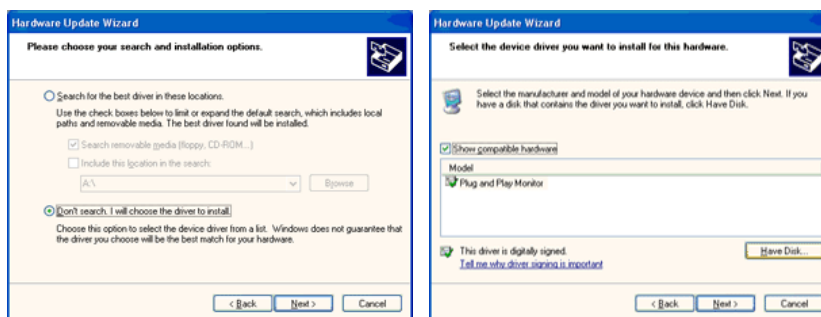 Hardware Update Wizard
Please choose your search and installation options.
Search for the best driver in these locations.
Use the check boxes below to limit or expand the default search, which includes local
paths and removable media. The best driver found will be installed.
Search removable media (floppy, CD-ROM...)
Include this location in the search:
A:\
Browse
Don't search. I will choose the driver to install.
Choose this option to select the device driver from a list. Windows does not guarantee that
the driver you choose will be the best match for your hardware.
< Back
Next >
Cancel
Hardware Update Wizard
Select the device driver you want to install for this hardware.
Select the manufacturer and model of your hardware device and then click Next. If you
have a disk that contains the driver you want to install, click Have Disk.
Show compatible hardware
Model
Plug and Play Monitor
This driver is digitally signed.
Tell me why driver signing is important
Have Disk...
< Back
Next >
Cancel